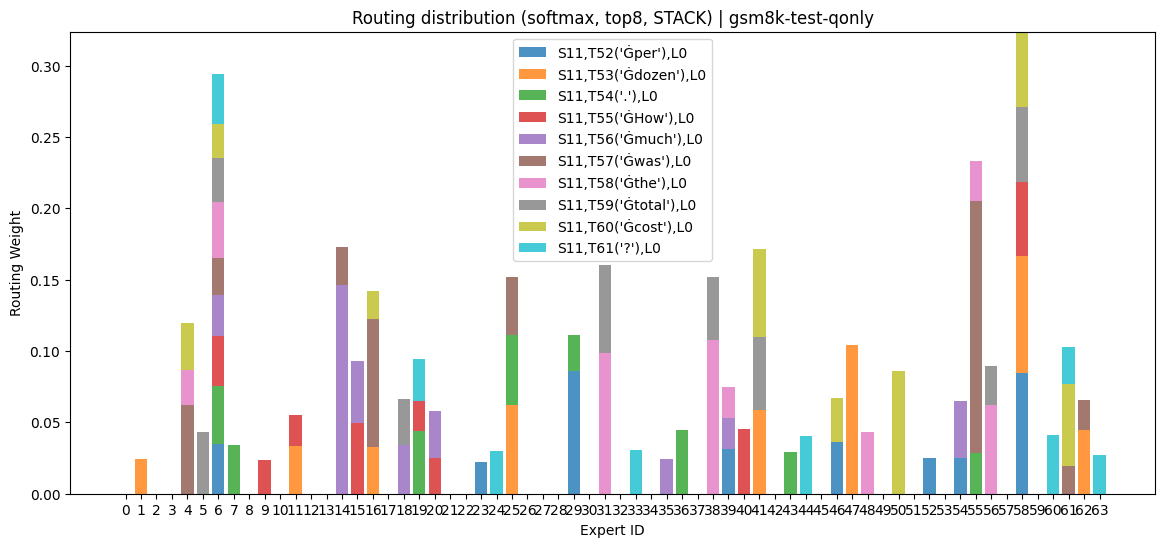 Routing distribution (softmax, top8, STACK) | gsm8k-test-qonly
S11,T52('Ġper'),L0
S11,T53('Ġdozen'),L0
S11,T54('.'),L0
S11,T55('ĠHow'),L0
S11,T56('Ġmuch'),L0
S11,T57('Ġwas'),L0
S11,T58('Ġthe'),L0
S11,T59('Ġtotal'),L0
S11,T60('Ġcost'),L0
S11,T61('?'),L0
Routing Weight
0.30
0.25
0.20
0.15
0.10
0.05
0.00
0 1 2 3 4 5 6 7 8 9 10 11 12 13 14 15 16 17 18 19 20 21 22 23 24 25 26 27 28 29 30 31 32 33 34 35 36 37 38 39 40 41 42 43 44 45 46 47 48 49 50 51 52 53 54 55 56 57 58 59 60 61 62 63
Expert ID